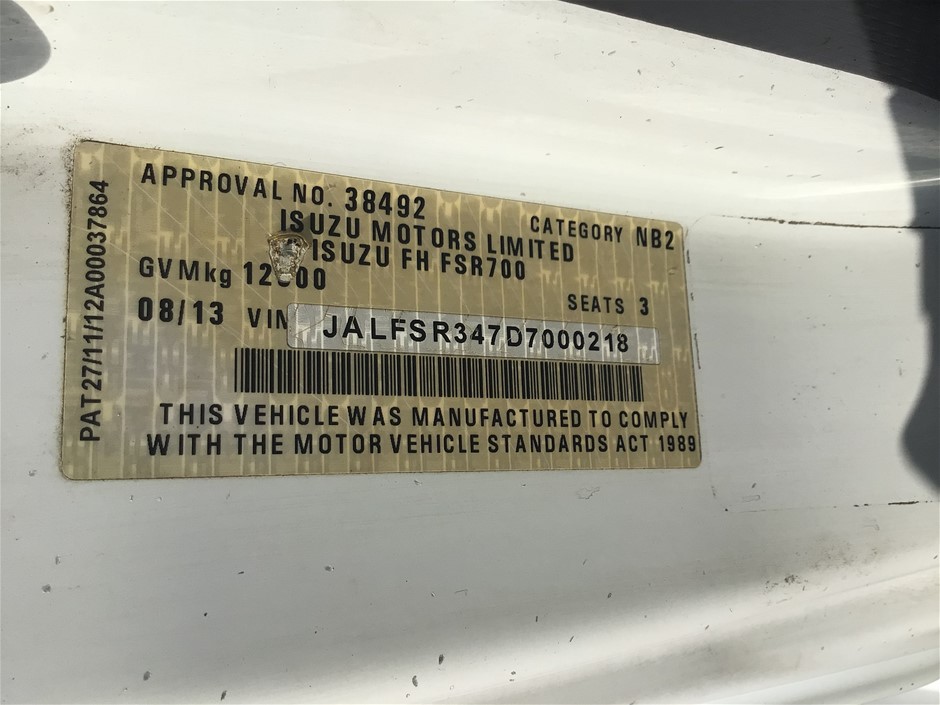 APPROVAL NO. 38492
CATEGORY NB2
ISUZU MOTORS LIMITED
ISUZU FH FSR700
GVMkg
SEATS 3
08/13 VIN JALFSR347D7000218
THIS VEHICLE WAS MANUFACTURED TO COMPLY
WITH THE MOTOR VEHICLE STANDARDS ACT 1989
PAT27/11/12A00037864